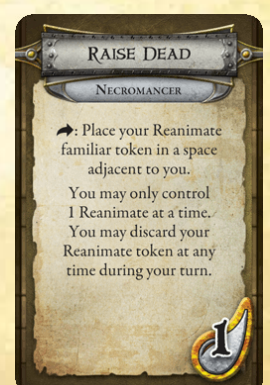 RAISE DEAD
NECROMANCER
: Place your Reanimate
familiar token in a space
adjacent to you.
You may only control
1 Reanimate at a time.
You may discard your
Reanimate token at any
time during your turn.
1